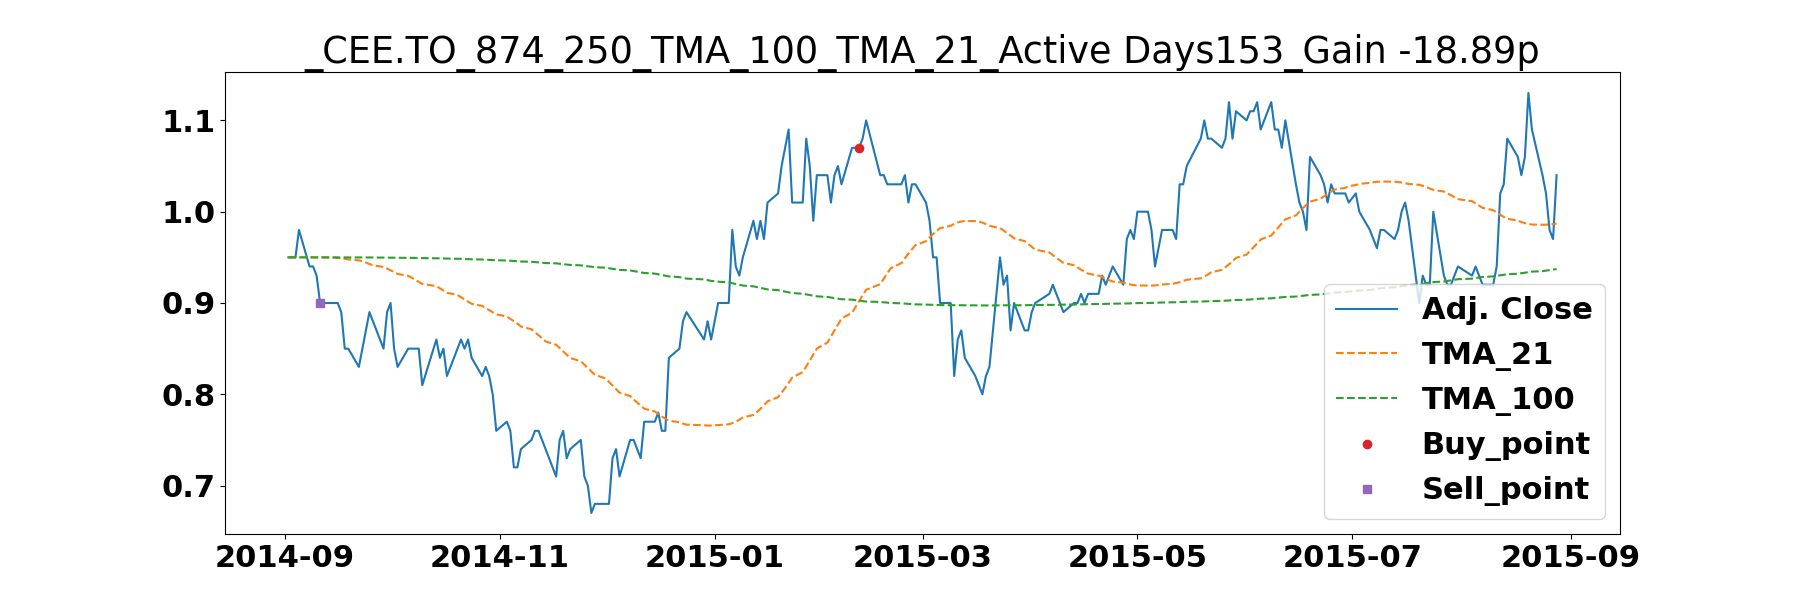 _CEE.TO_874_250_TMA_100_TMA_21_Active Days153_Gain -18.89p
1.1
1.0
0.9
0.8
0.7
Adj. Close
TMA_21
TMA_100
Buy_point
Sell_point
2014-09 2014-11 2015-01 2015-03 2015-05 2015-07 2015-09